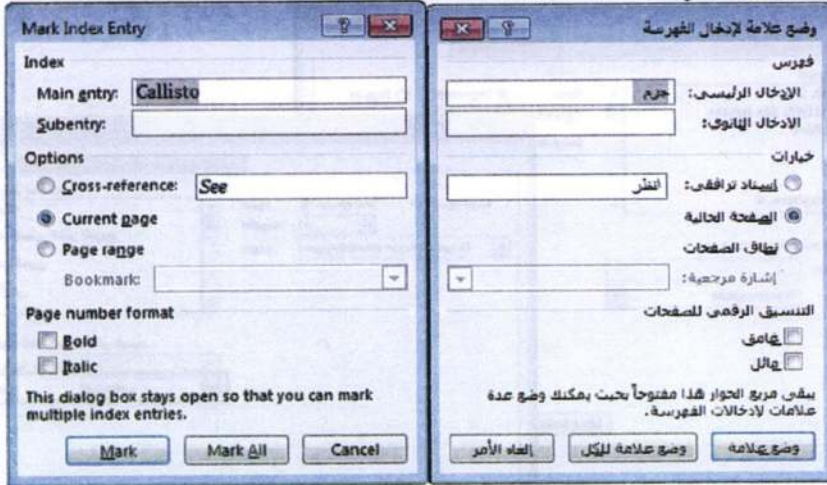 Mark Index Entry
Index
Main entry: Callisto
Subentry:
Options
Cross-reference: See
Current page
Page range
Bookmark:
Page number format
Bold
Italic
This dialog box stays open so that you can mark
multiple index entries.
Mark Mark All Cancel
وضع علامة لإدخال الفهرسة
فهرس
الإدخال الرئيسي: جرم
الادخال الثانوي:
خيارات
إسناد ترافقي: انظر
الصفحة الحالية
نطاق الصفحات
إشارة مرجعية:
التنسيق الرقمي للصفحات
غامق
مائل
يبقى مربع الحوار هذا مفتوحاً بحيث يمكنك وضع عدة
علامات لإدخالات الفهرسة.
وضع علامة وضع علامة للكل إلغاء الأمر